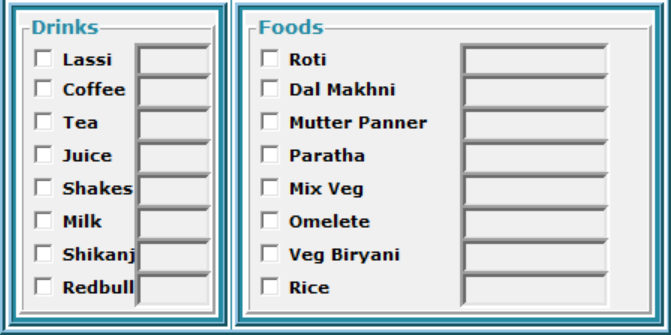 Drinks
Lassi
Coffee
Tea
Juice
Shakes
Milk
Shikanj
Redbull
Foods
Roti
Dal Makhni
Mutter Panner
Paratha
Mix Veg
Omelete
Veg Biryani
Rice